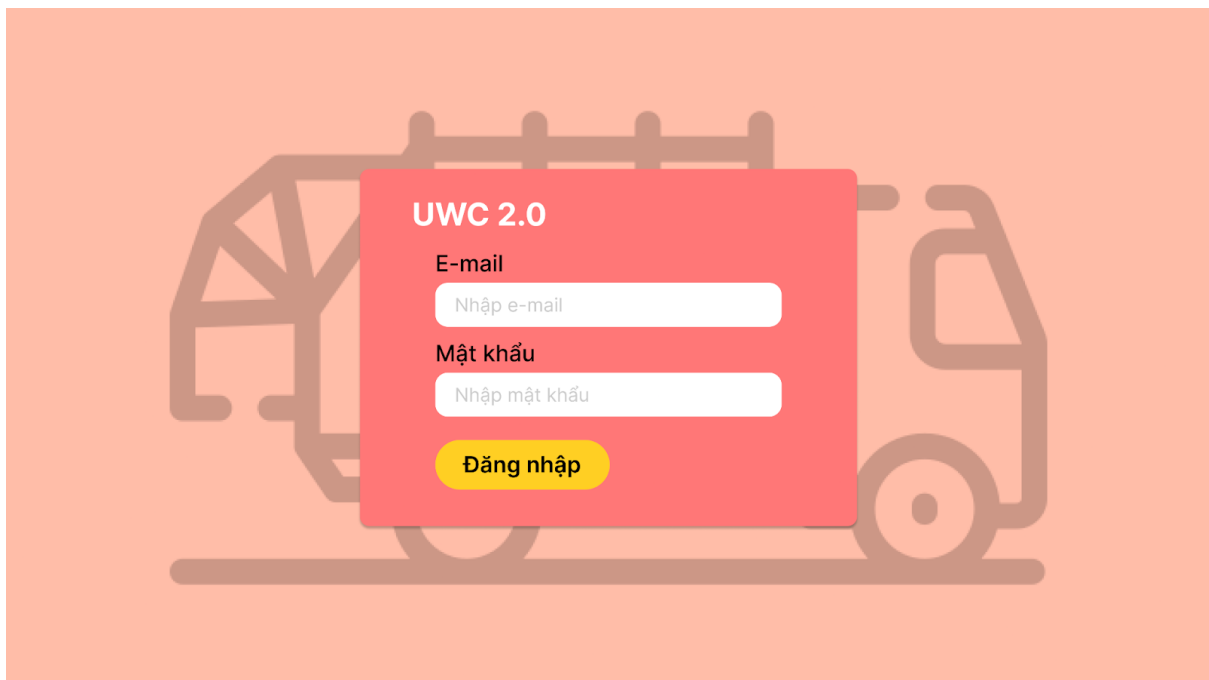 UWC 2.0
E-mail
Nhập e-mail
Mật khẩu
Nhập mật khẩu
Đăng nhập